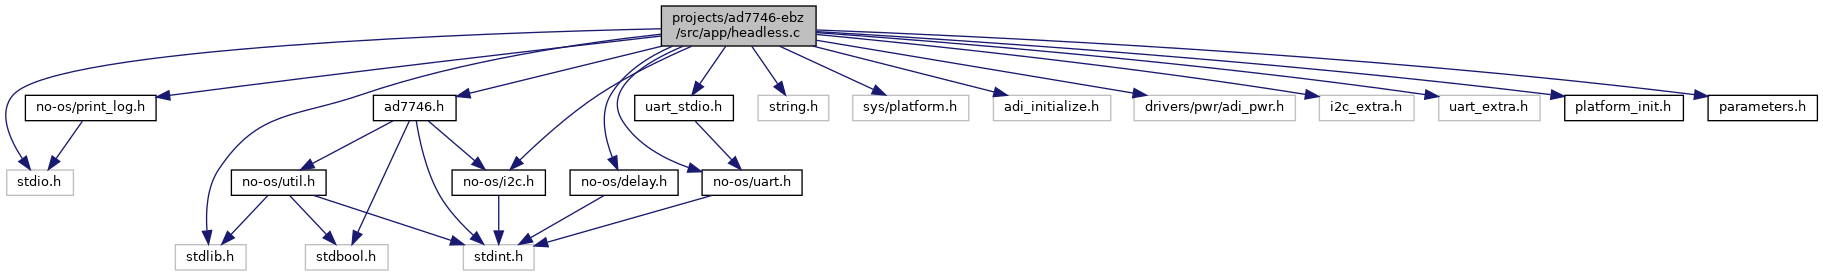 projects/ad7746-ebz
/src/app/headless.c
no-os/print_log.h
ad7746.h
uart_stdio.h
string.h
sys/platform.h
adi_initialize.h
drivers/pwr/adi_pwr.h
i2c_extra.h
uart_extra.h
platform_init.h
parameters.h
stdio.h
no-os/util.h
no-os/i2c.h
no-os/delay.h
no-os/uart.h
stdlib.h
stdbool.h
stdint.h